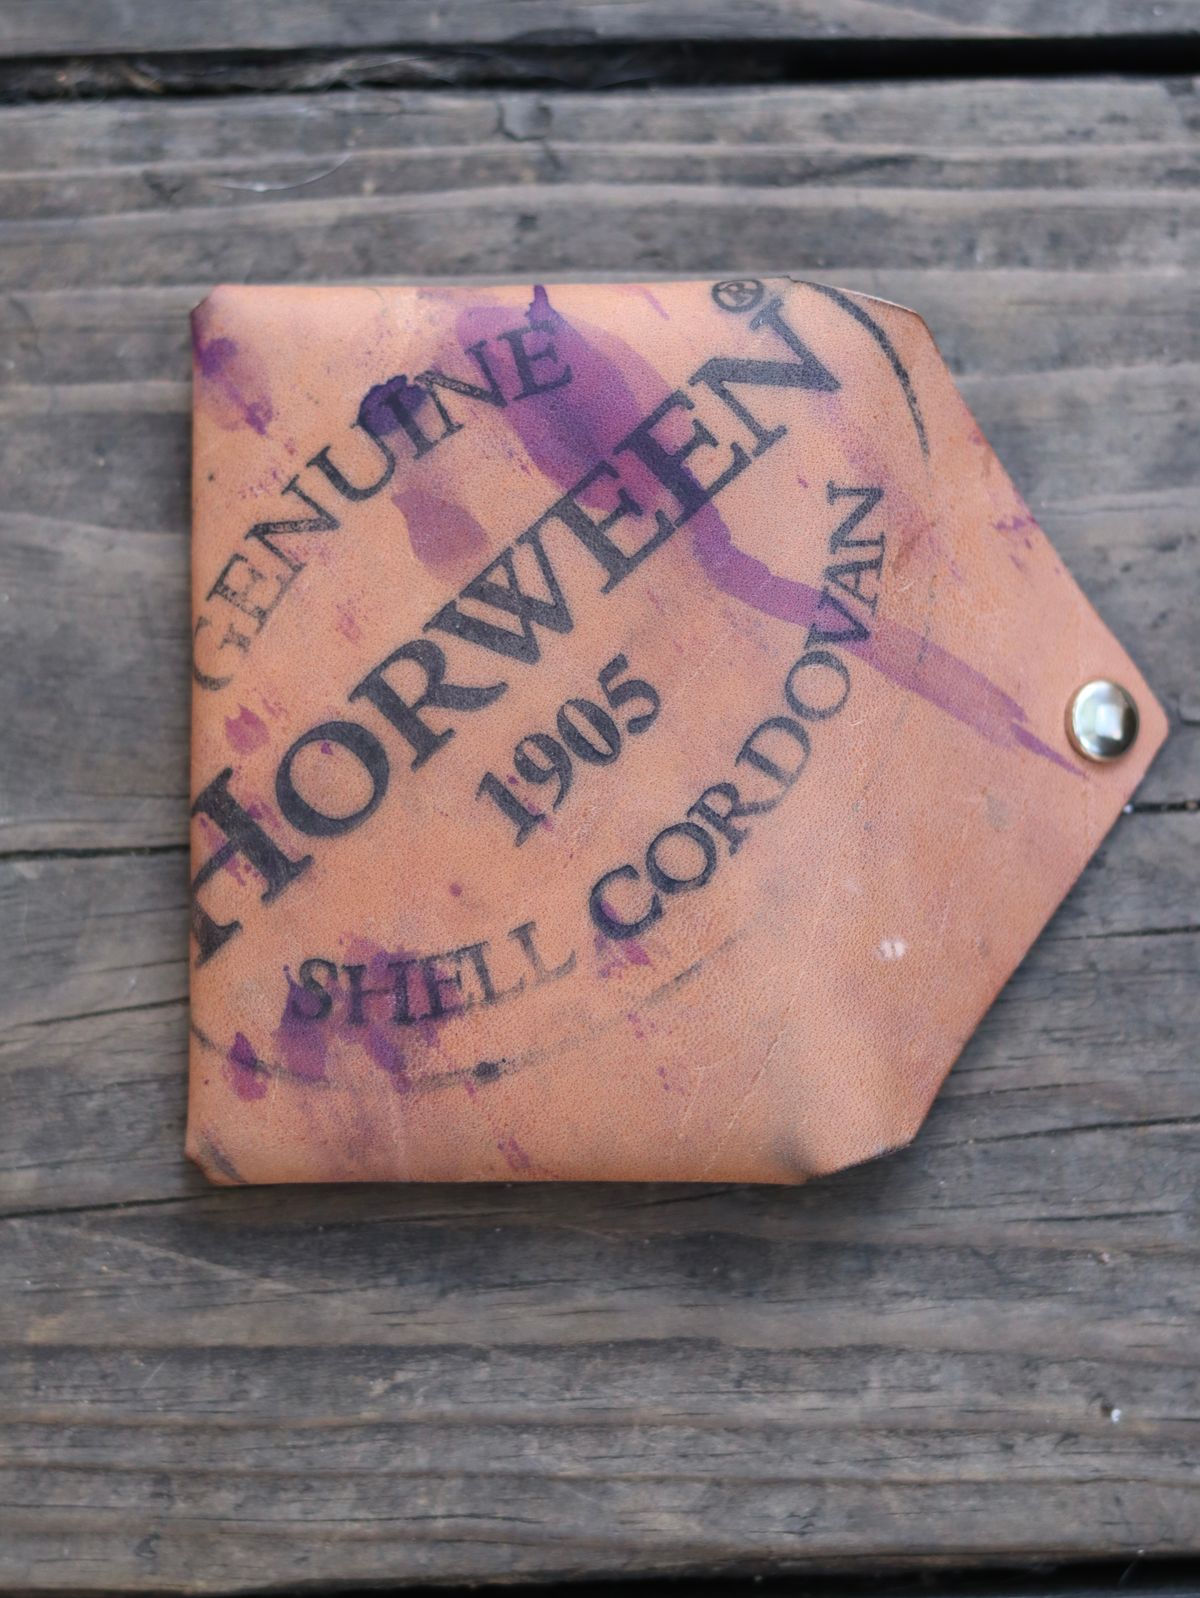 GENUINE
HORWEEN®
1905
SHELL CORDOVAN